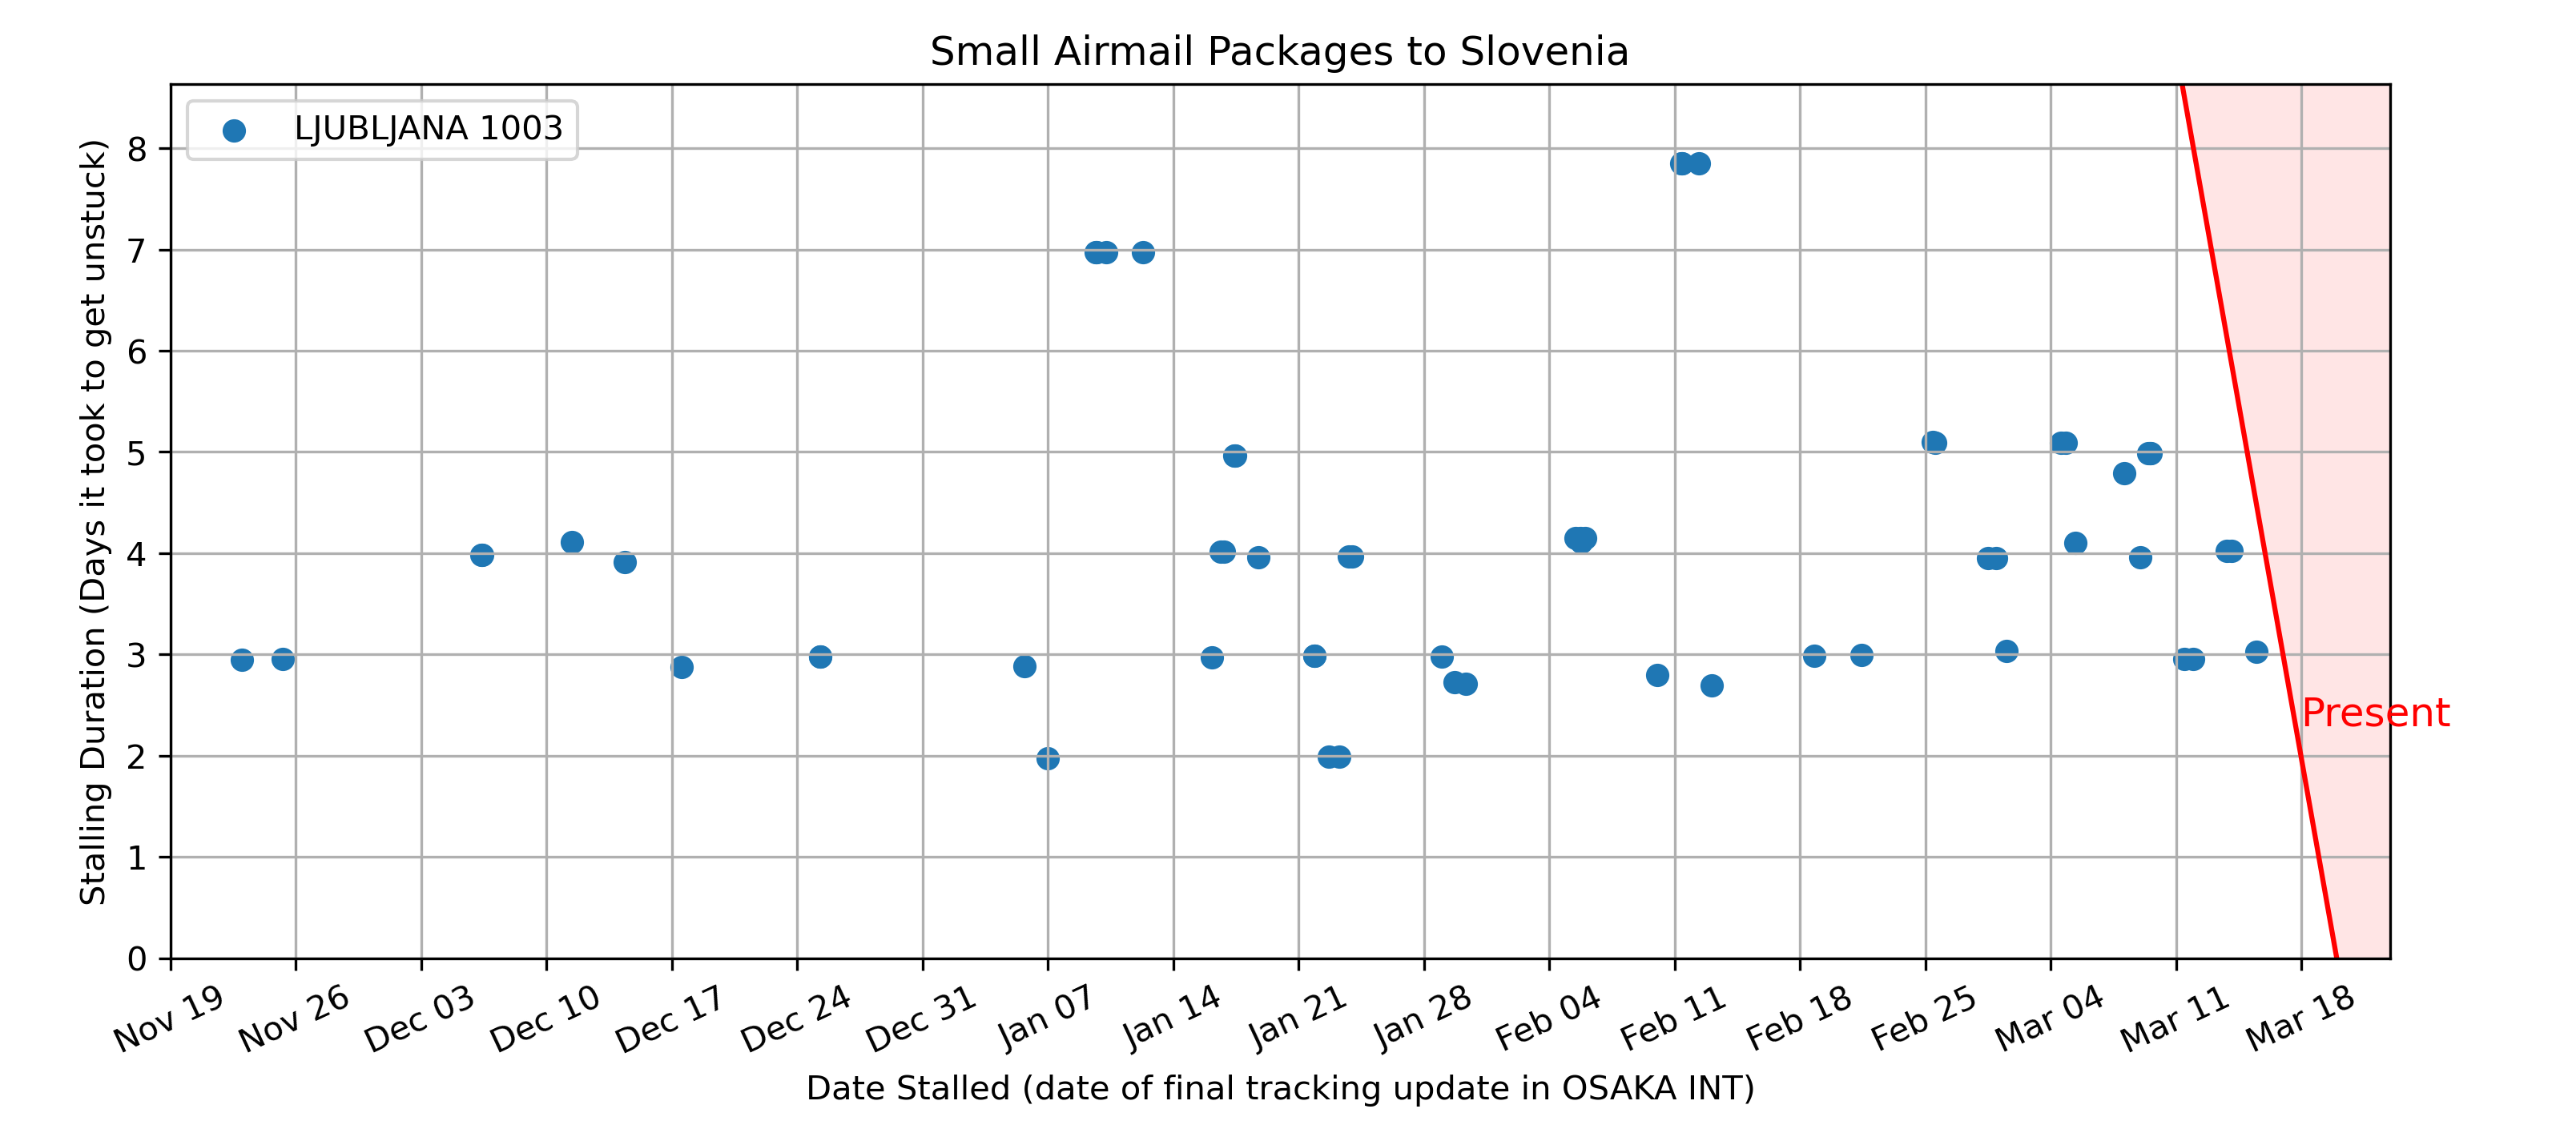 Small Airmail Packages to Slovenia
LJUBLJANA 1003
Stalling Duration (Days it took to get unstuck)
8
7
6
5
4
3
2
1
0
Present
Nov 19
Nov 26
Dec 03
Dec 10
Dec 17
Dec 24
Dec 31
Jan 07
Jan 14
Jan 21
Jan 28
Feb 04
Feb 11
Feb 18
Feb 25
Mar 04
Mar 11
Mar 18
Date Stalled (date of final tracking update in OSAKA INT)